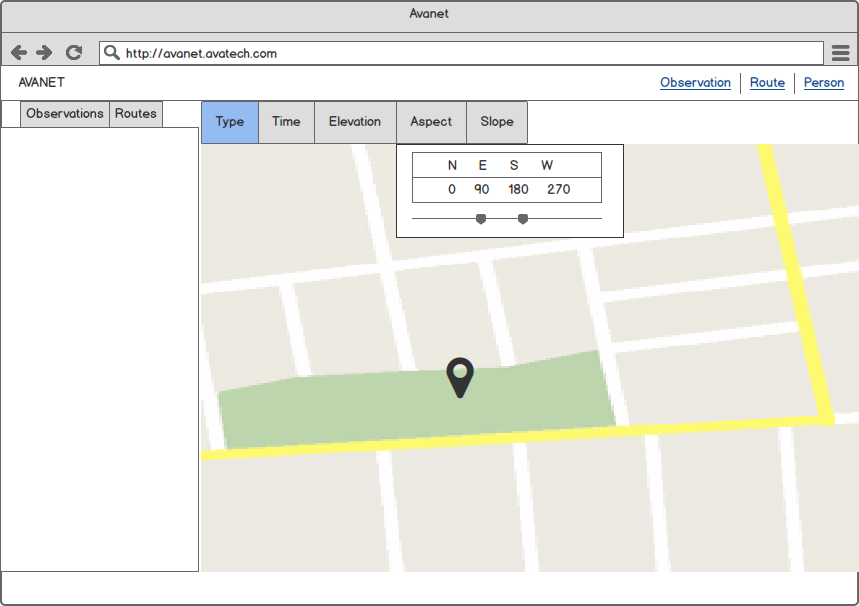 Avanet
http://avanet.avatech.com
AVANET
Observation Route Person
Observations Routes
Type Time Elevation Aspect Slope
N E S W
0 90 180 270